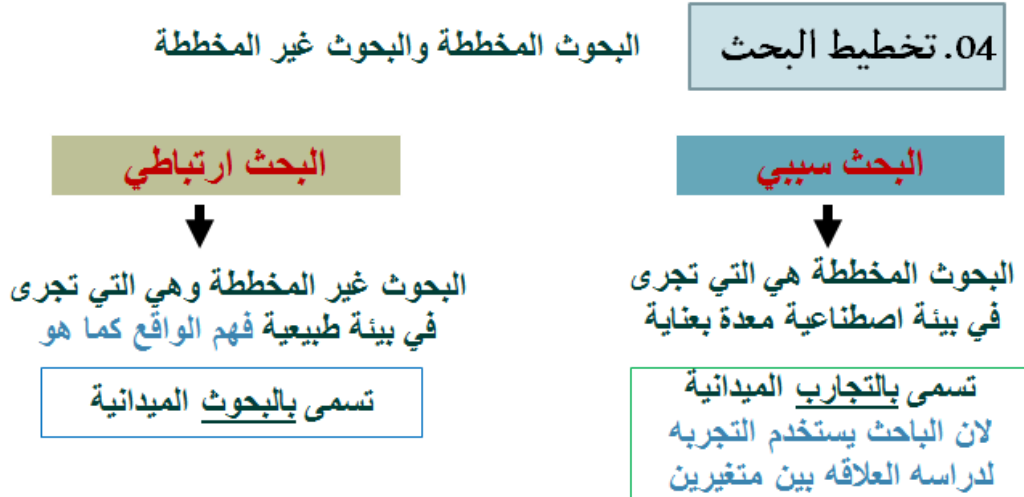 04. تخطيط البحث
البحوث المخططة والبحوث غير المخططة
البحث سببي
البحوث المخططة هي التي تجرى
في بيئة اصطناعية معدة بعناية
تسمى بالتجارب الميدانية
لان الباحث يستخدم التجربه
لدراسه العلاقه بين متغيرين
البحث ارتباطي
البحوث غير المخططة وهي التي تجرى
في بيئة طبيعية فهم الواقع كما هو
تسمى بالبحوث الميدانية